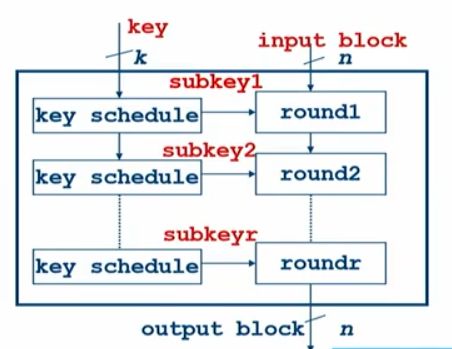 key
k
input block
n
subkey1
key schedule
round1
subkey2
key schedule
round2
subkeyr
key schedule
roundr
output block
n